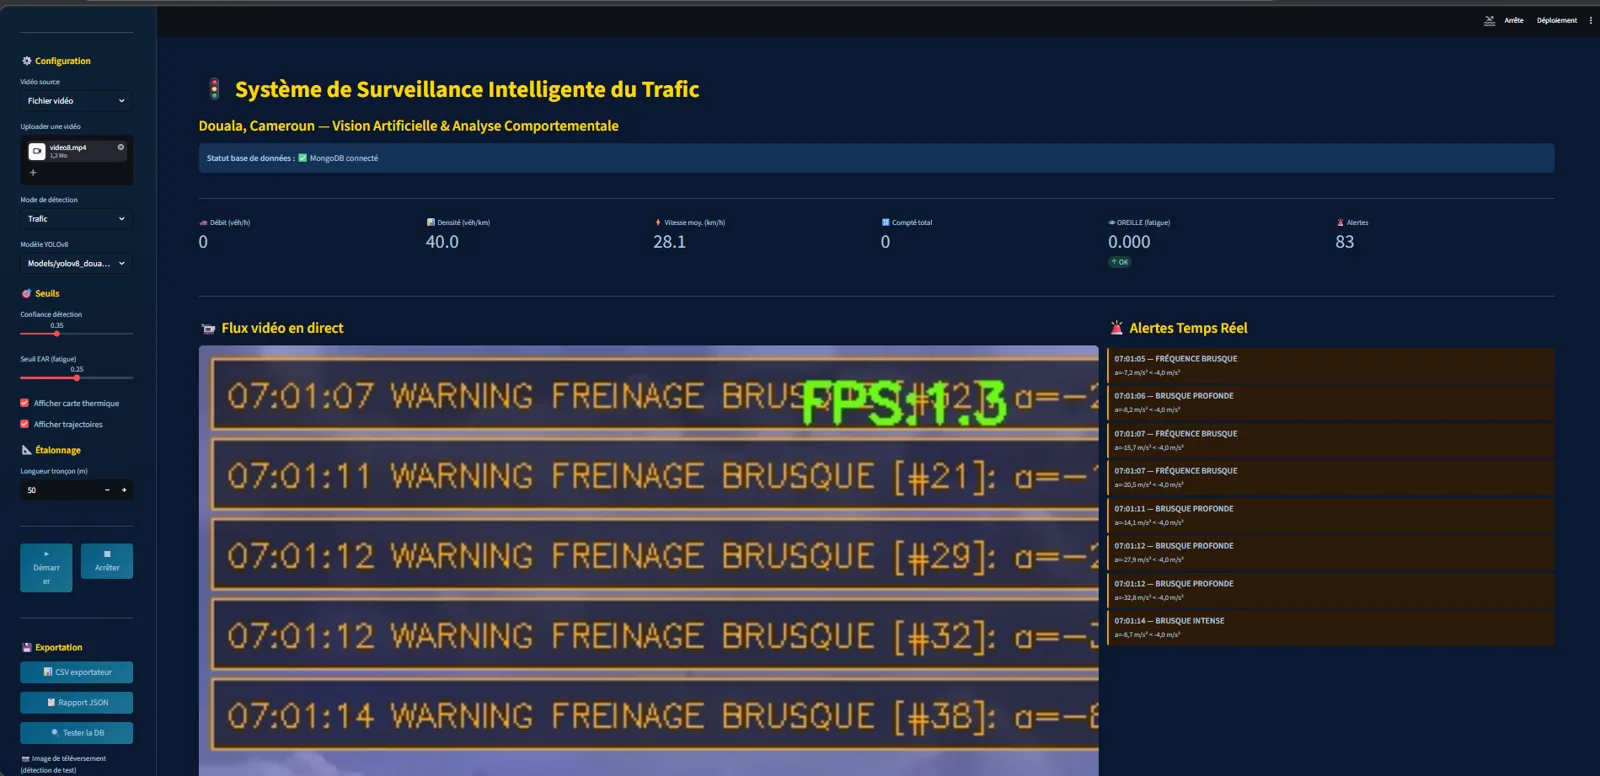 Arrête
Déploiement
Configuration
Vidéo source
Fichier vidéo
Uploader une vidéo
video8.mp4
1,2 Mo
Mode de détection
Trafic
Modèle YOLOv8
Models/yolov8_doua...
Seuils
Confiance détection
0.35
Seuil EAR (fatigue)
0.25
Afficher carte thermique
Afficher trajectoires
Étalonnage
Longueur tronçon (m)
50
Démarr
er
Arrêter
Exportation
CSV exportateur
Rapport JSON
Tester la DB
Image de téléversement
(détection de test)
Système de Surveillance Intelligente du Trafic
Douala, Cameroun — Vision Artificielle & Analyse Comportementale
Statut base de données : MongoDB connecté
Débit (véh/h)
0
Densité (véh/km)
40.0
Vitesse moy. (km/h)
28.1
Compté total
0
OREILLE (fatigue)
0.000
↑ OK
Alertes
83
Flux vidéo en direct
07:01:07 WARNING FREINAGE BRUSQUE a=-2
FPS:1.3
07:01:11 WARNING FREINAGE BRUSQUE [#21]: a=-1
07:01:12 WARNING FREINAGE BRUSQUE [#29]: a=-2
07:01:12 WARNING FREINAGE BRUSQUE [#32]: a=-3
07:01:14 WARNING FREINAGE BRUSQUE [#38]: a=-8
Alertes Temps Réel
07:01:05 — FRÉQUENCE BRUSQUE
a=-7,2 m/s² < -4,0 m/s²
07:01:06 — BRUSQUE PROFONDE
a=-8,2 m/s² < -4,0 m/s²
07:01:07 — FRÉQUENCE BRUSQUE
a=-15,7 m/s² < -4,0 m/s²
07:01:07 — FRÉQUENCE BRUSQUE
a=-20,5 m/s² < -4,0 m/s²
07:01:11 — BRUSQUE PROFONDE
a=-14,1 m/s² < -4,0 m/s²
07:01:12 — BRUSQUE PROFONDE
a=-27,9 m/s² < -4,0 m/s²
07:01:12 — BRUSQUE PROFONDE
a=-32,8 m/s² < -4,0 m/s²
07:01:14 — BRUSQUE INTENSE
a=-8,7 m/s² < -4,0 m/s²